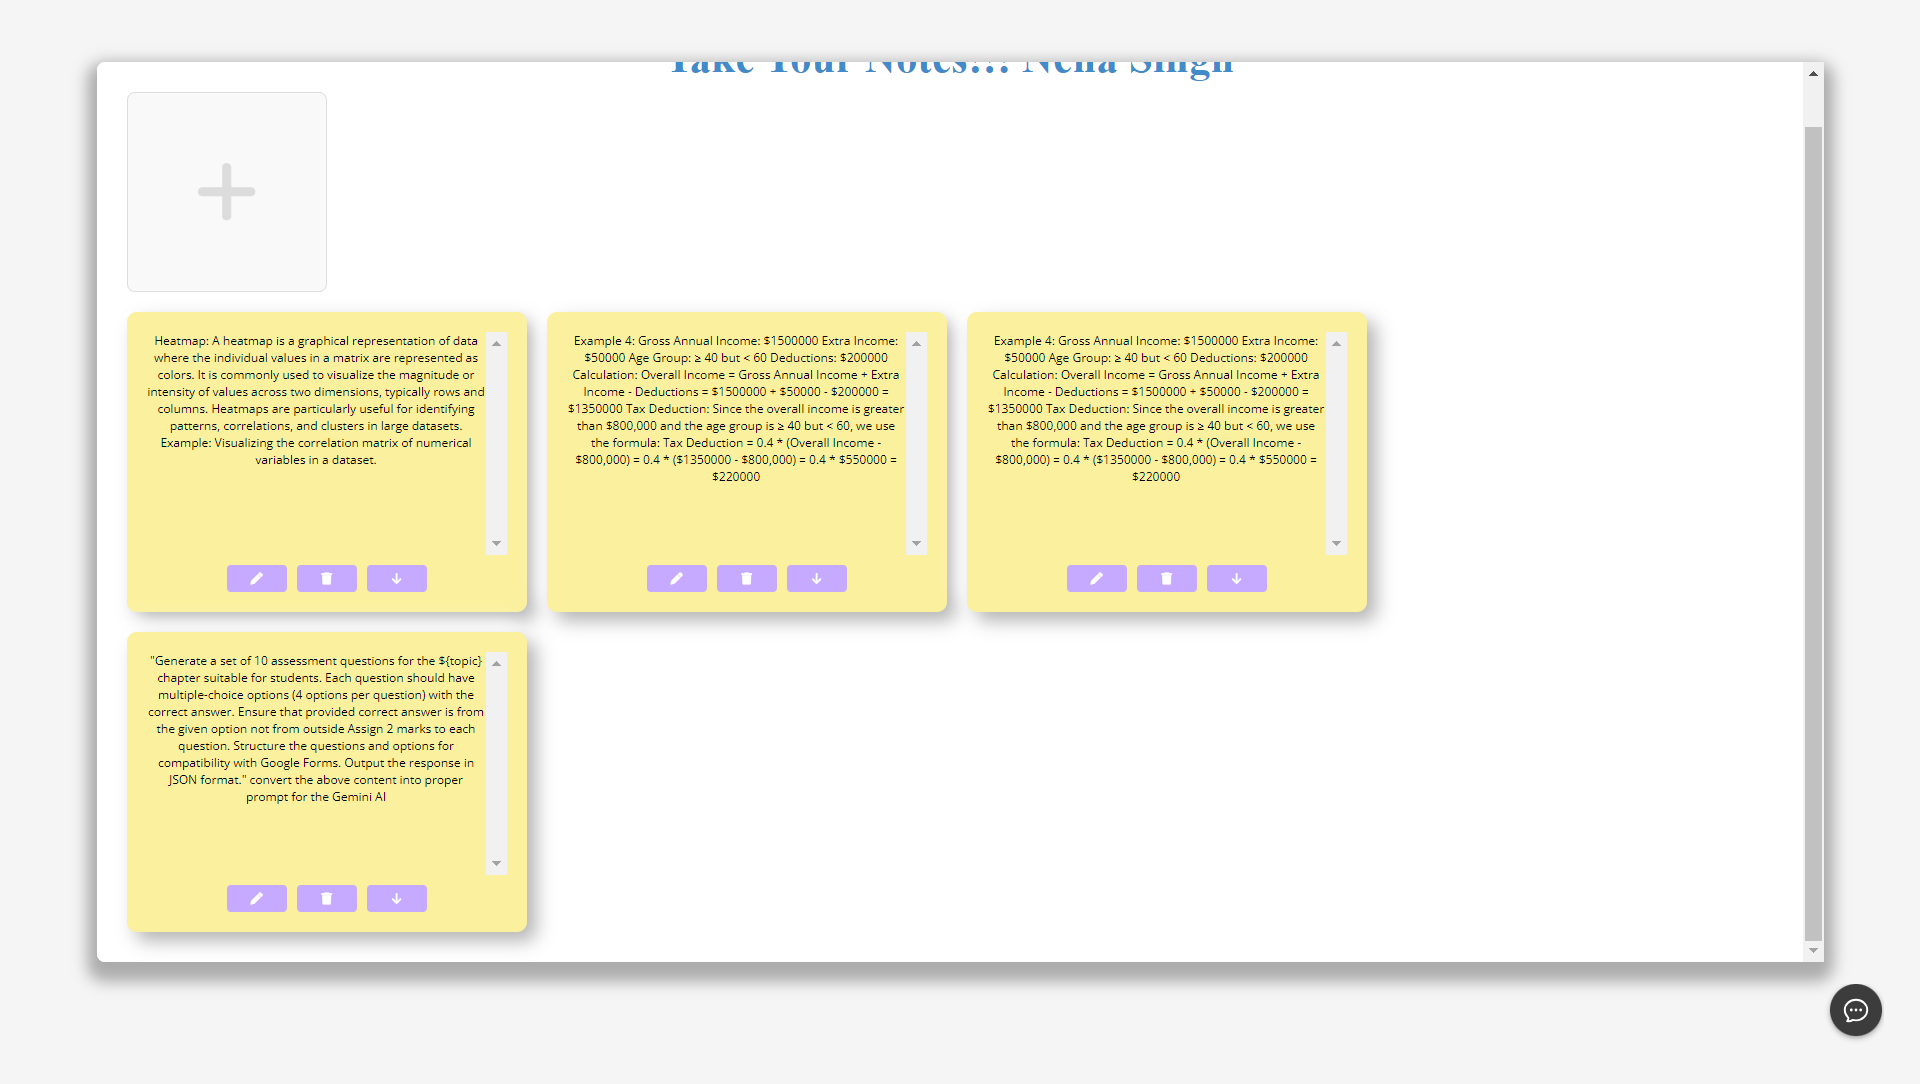 Take Your Notes!!! Neha Singh
Heatmap: A heatmap is a graphical representation of data
where the individual values in a matrix are represented as
colors. It is commonly used to visualize the magnitude or
intensity of values across two dimensions, typically rows and
columns. Heatmaps are particularly useful for identifying
patterns, correlations, and clusters in large datasets.
Example: Visualizing the correlation matrix of numerical
variables in a dataset.
Example 4: Gross Annual Income: $1500000 Extra Income:
$50000 Age Group: ≥ 40 but < 60 Deductions: $200000
Calculation: Overall Income = Gross Annual Income + Extra
Income - Deductions = $1500000 + $50000 - $200000 =
$1350000 Tax Deduction: Since the overall income is greater
than $800,000 and the age group is ≥ 40 but < 60, we use
the formula: Tax Deduction = 0.4 * (Overall Income -
$800,000) = 0.4 * ($1350000 - $800,000) = 0.4 * $550000 =
$220000
Example 4: Gross Annual Income: $1500000 Extra Income:
$50000 Age Group: ≥ 40 but < 60 Deductions: $200000
Calculation: Overall Income = Gross Annual Income + Extra
Income - Deductions = $1500000 + $50000 - $200000 =
$1350000 Tax Deduction: Since the overall income is greater
than $800,000 and the age group is ≥ 40 but < 60, we use
the formula: Tax Deduction = 0.4 * (Overall Income -
$800,000) = 0.4 * ($1350000 - $800,000) = 0.4 * $550000 =
$220000
"Generate a set of 10 assessment questions for the ${topic}
chapter suitable for students. Each question should have
multiple-choice options (4 options per question) with the
correct answer. Ensure that provided correct answer is from
the given option not from outside Assign 2 marks to each
question. Structure the questions and options for
compatibility with Google Forms. Output the response in
JSON format." convert the above content into proper
prompt for the Gemini AI